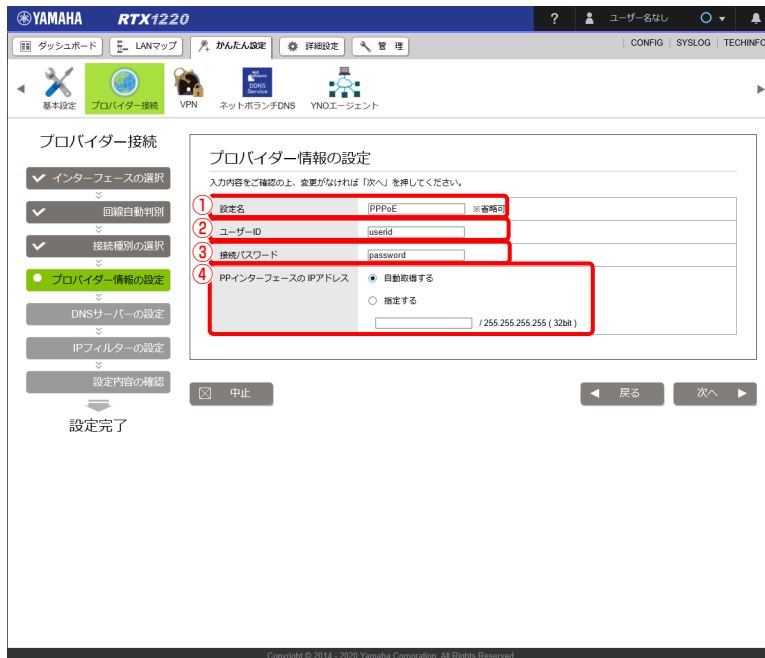 YAMAHA RTX1220 ? ユーザー名なし
ダッシュボード LANマップ かんたん設定 詳細設定 管 理 CONFIG SYSLOG TECHINFO
DDNS
Service
基本設定 プロバイダー接続 VPN ネットボランチDNS YNOエージェント
プロバイダー接続
インターフェースの選択
回線自動判別
接続種別の選択
プロバイダー情報の設定
DNSサーバーの設定
IPフィルターの設定
設定内容の確認
設定完了
プロバイダー情報の設定
入力内容をご確認の上、変更がなければ「次へ」を押してください。
① 設定名 PPPoE ※省略可
② ユーザーID userid
③ 接続パスワード password
④ PPインターフェースの IPアドレス 自動取得する
指定する
/ 255.255.255.255 ( 32bit )
中止 戻る 次へ
Copyright © 2014 - 2020 Yamaha Corporation. All Rights Reserved.